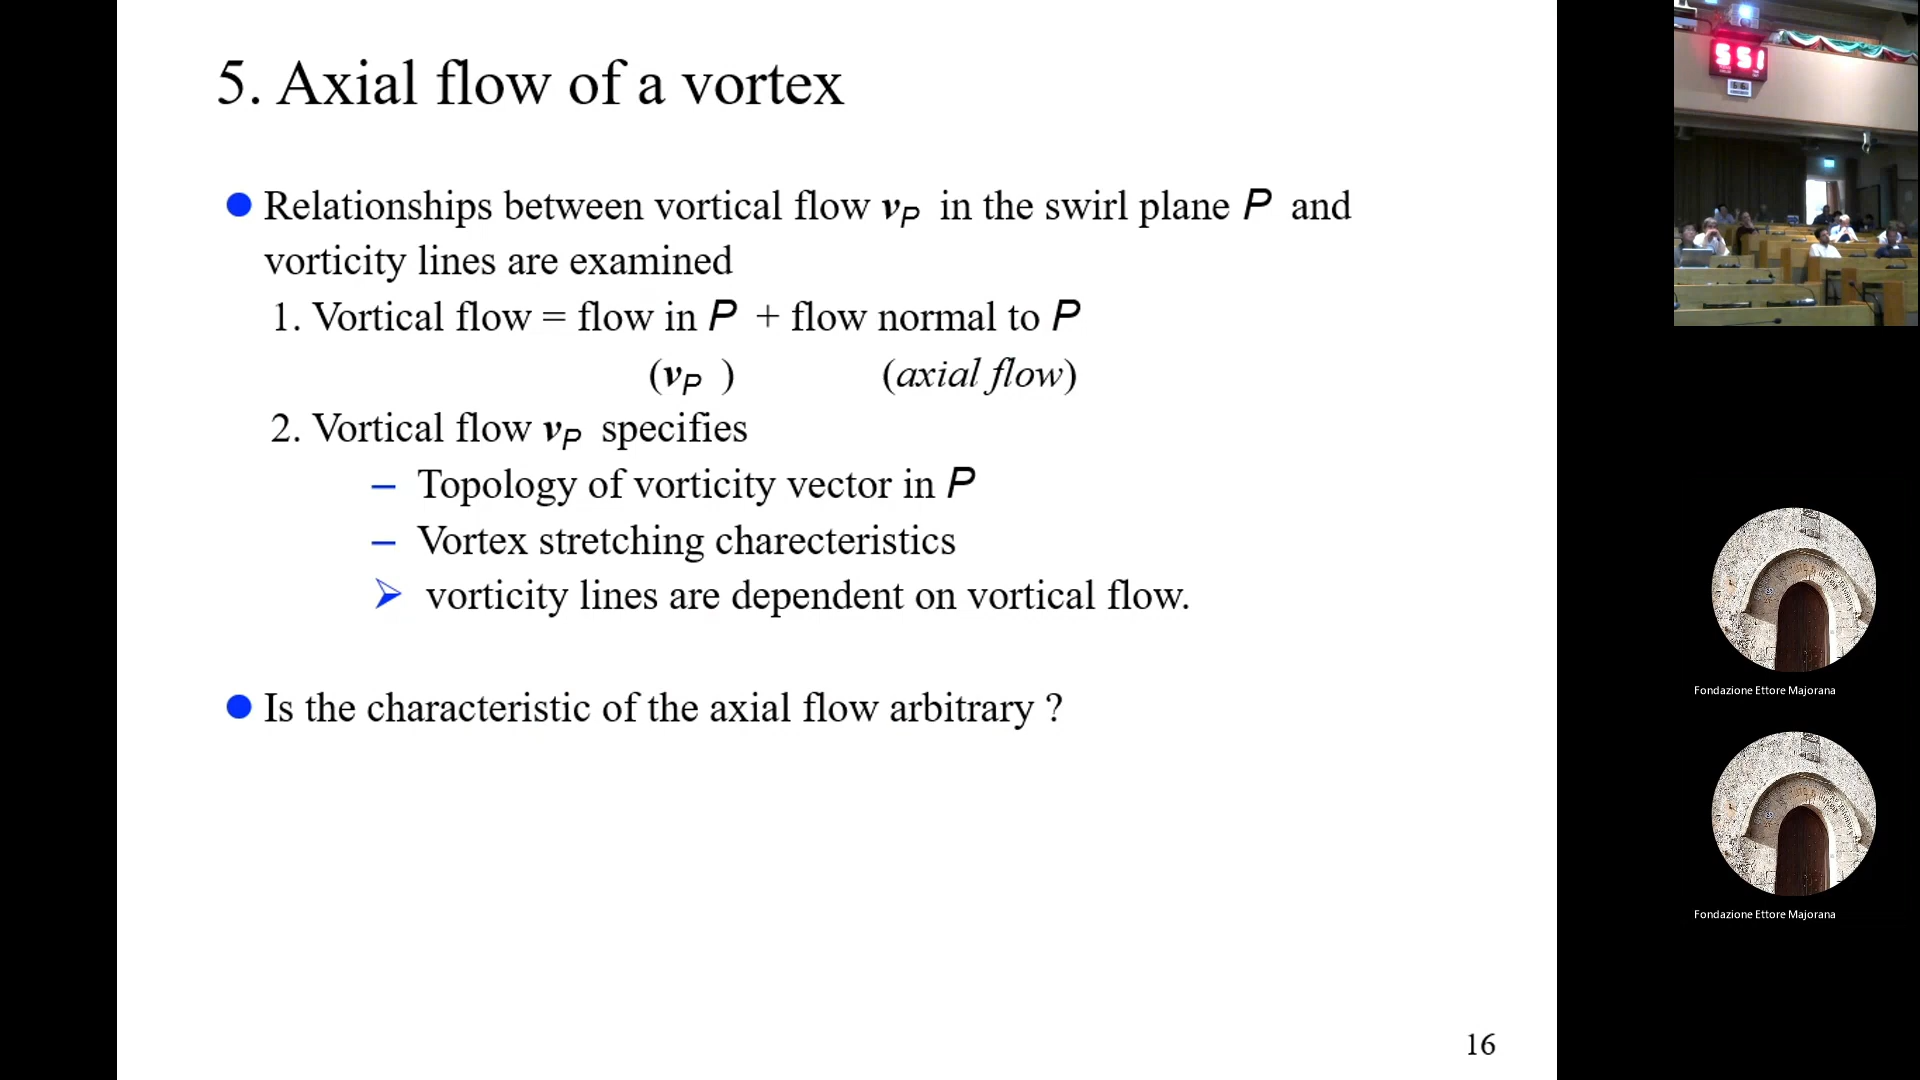 5. Axial flow of a vortex
● Relationships between vortical flow vP in the swirl plane P and
vorticity lines are examined
1. Vortical flow = flow in P + flow normal to P
(vP ) (axial flow)
2. Vortical flow vP specifies
– Topology of vorticity vector in P
– Vortex stretching charecteristics
➢ vorticity lines are dependent on vortical flow.
● Is the characteristic of the axial flow arbitrary ?
16
551
Fondazione Ettore Majorana
Fondazione Ettore Majorana